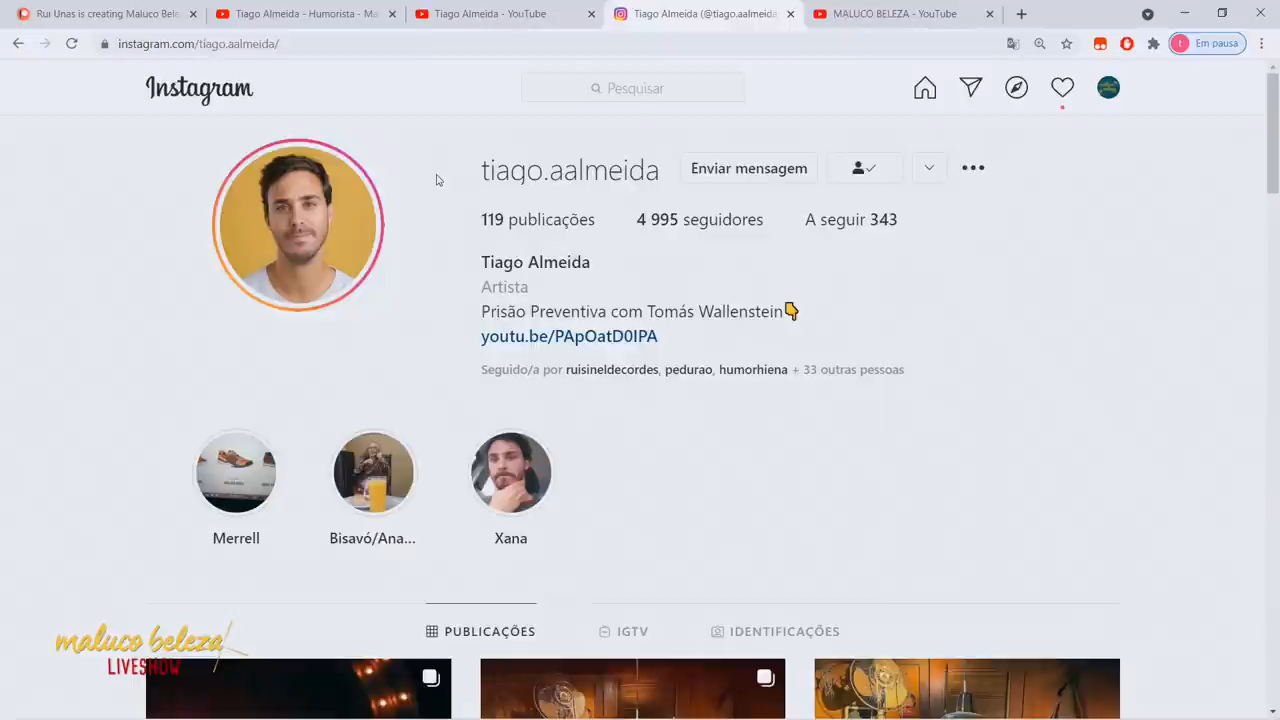 Rui Unas is creating Maluco Bele
Tiago Almeida - Humorista - Ma
Tiago Almeida - YouTube
Tiago Almeida (@tiago.aalmeida
MALUCO BELEZA - YouTube
instagram.com/tiago.aalmeida/
t Em pausa
Instagram
Pesquisar
tiago.aalmeida
Enviar mensagem
119 publicações
4 995 seguidores
A seguir 343
Tiago Almeida
Artista
Prisão Preventiva com Tomás Wallenstein👇
youtu.be/PApOatD0IPA
Seguido/a por ruisineldecordes, pedurao, humorhiena + 33 outras pessoas
Merrell
Bisavó/Ana...
Xana
PUBLICAÇÕES
IGTV
IDENTIFICAÇÕES
maluco beleza
LIVESHOW